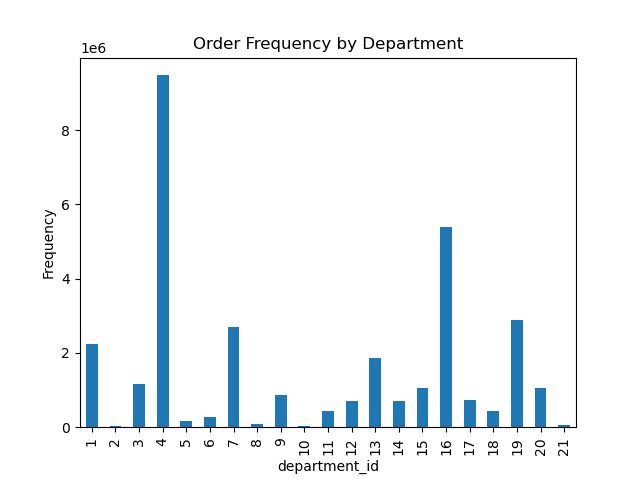 Order Frequency by Department
1e6
8
6
4
2
0
Frequency
1 2 3 4 5 6 7 8 9 10 11 12 13 14 15 16 17 18 19 20 21
department_id